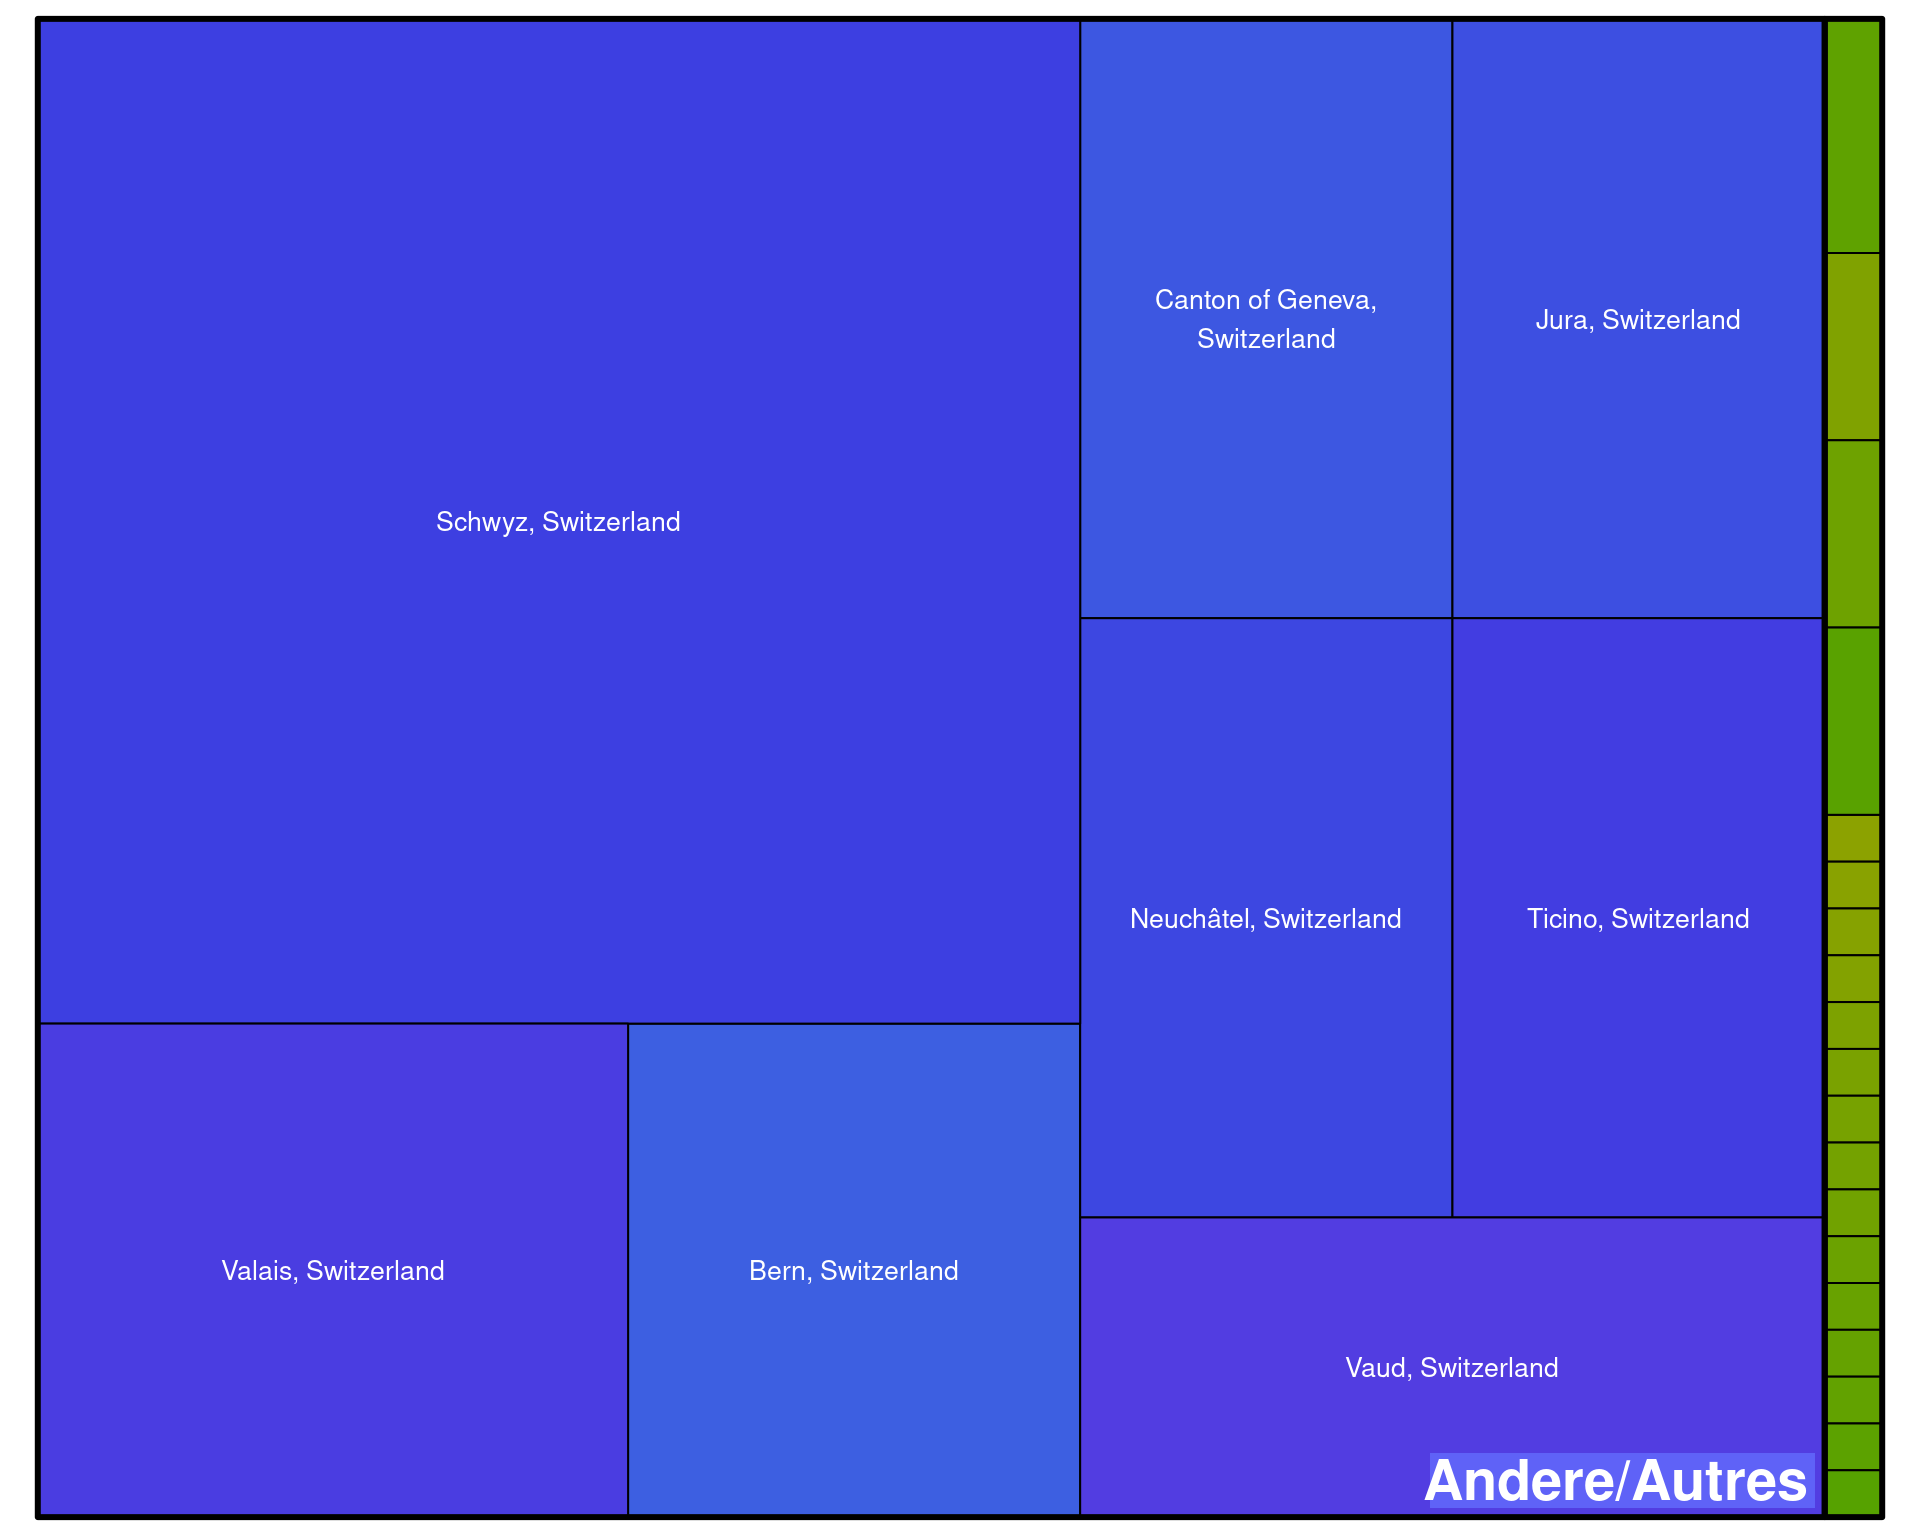 Canton of Geneva,
Switzerland
Jura, Switzerland
Schwyz, Switzerland
Neuchâtel, Switzerland
Ticino, Switzerland
Valais, Switzerland
Bern, Switzerland
Vaud, Switzerland
Andere/Autres